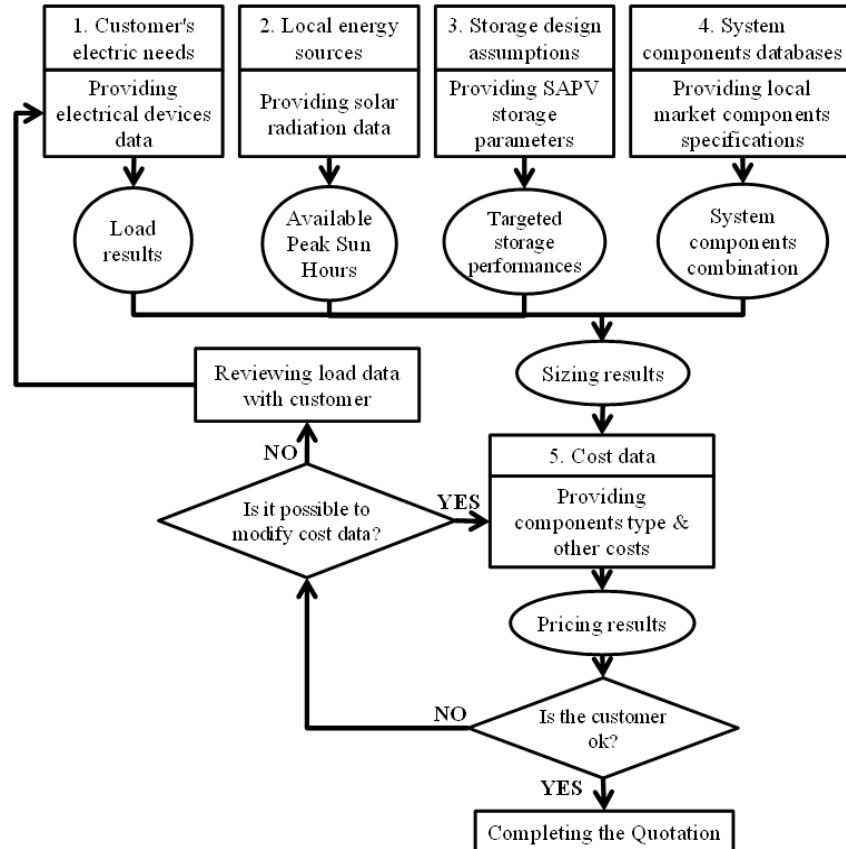 1. Customer's
electric needs
Providing
electrical devices
data
2. Local energy
sources
Providing solar
radiation data
3. Storage design
assumptions
Providing SAPV
storage
parameters
4. System
components databases
Providing local
market components
specifications
Load
results
Available
Peak Sun
Hours
Targeted
storage
performances
System
components
combination
Sizing results
Reviewing load data
with customer
NO
Is it possible to
modify cost data?
YES
5. Cost data
Providing
components type &
other costs
Pricing results
NO
Is the customer
ok?
YES
Completing the Quotation